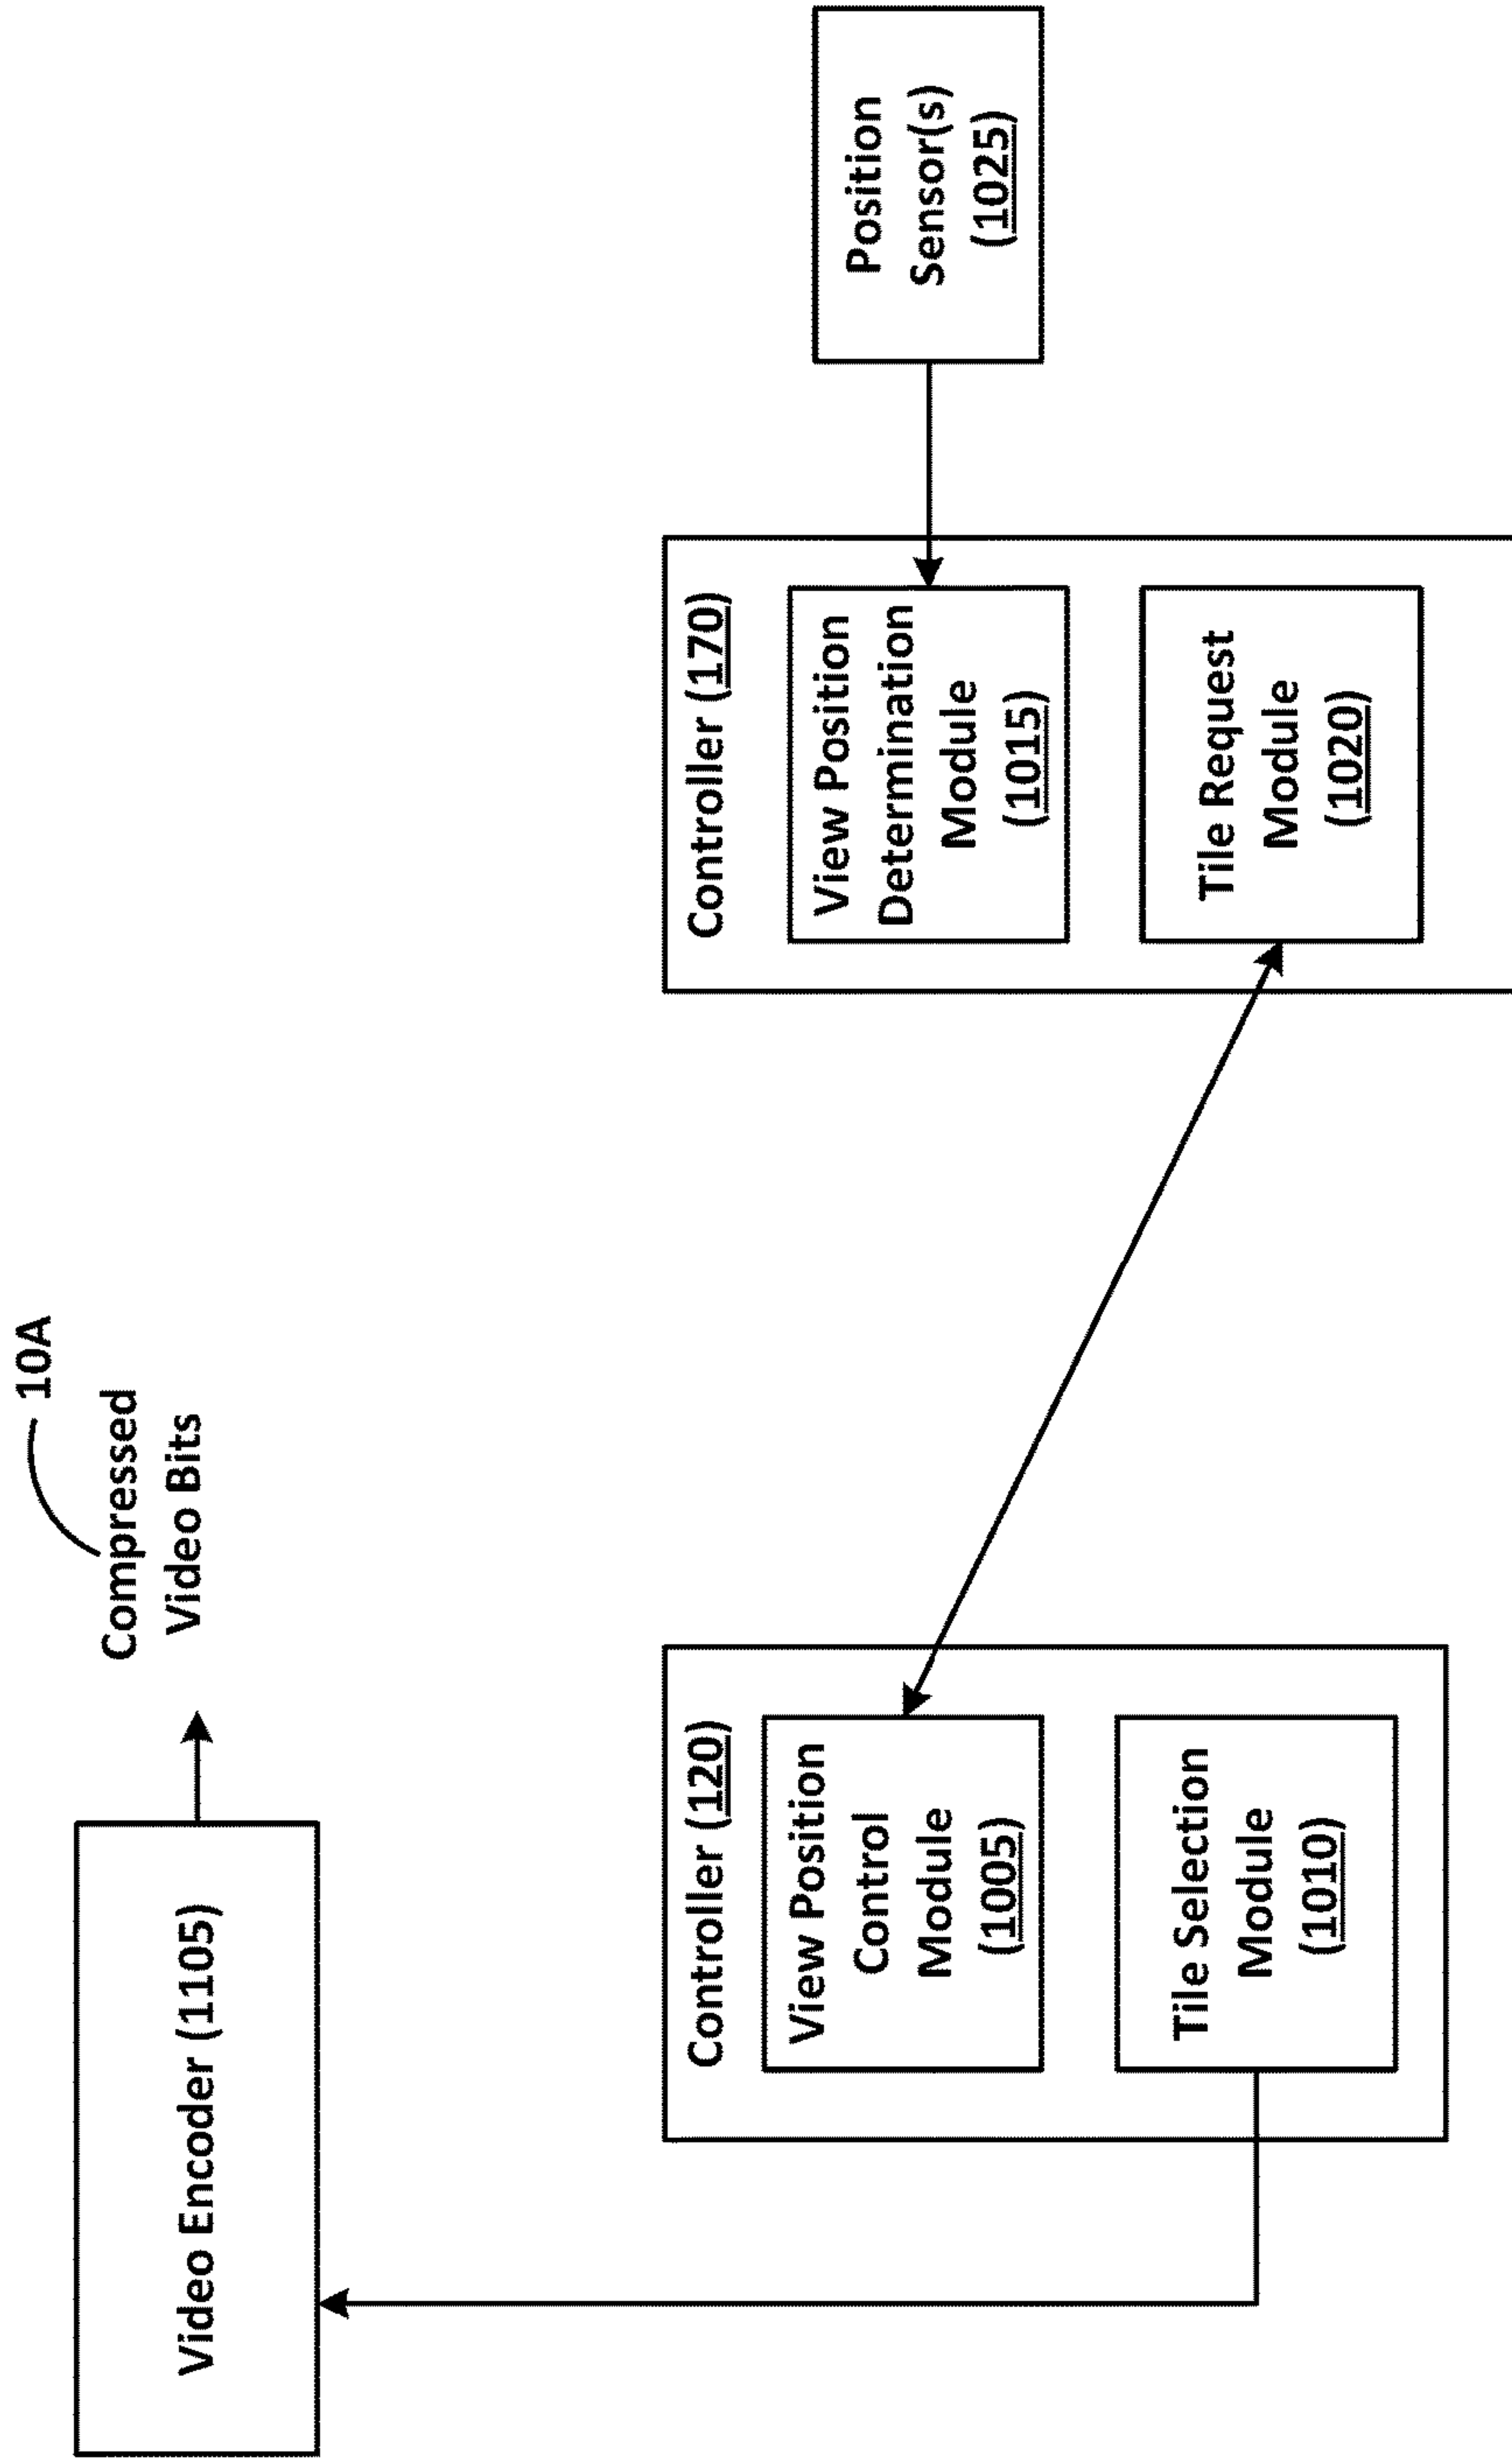 Video Encoder (1105)
10A
Compressed
Video Bits
Controller (120)
View Position
Control
Module
(1005)
Tile Selection
Module
(1010)
Controller (170)
View Position
Determination
Module
(1015)
Tile Request
Module
(1020)
Position
Sensor(s)
(1025)